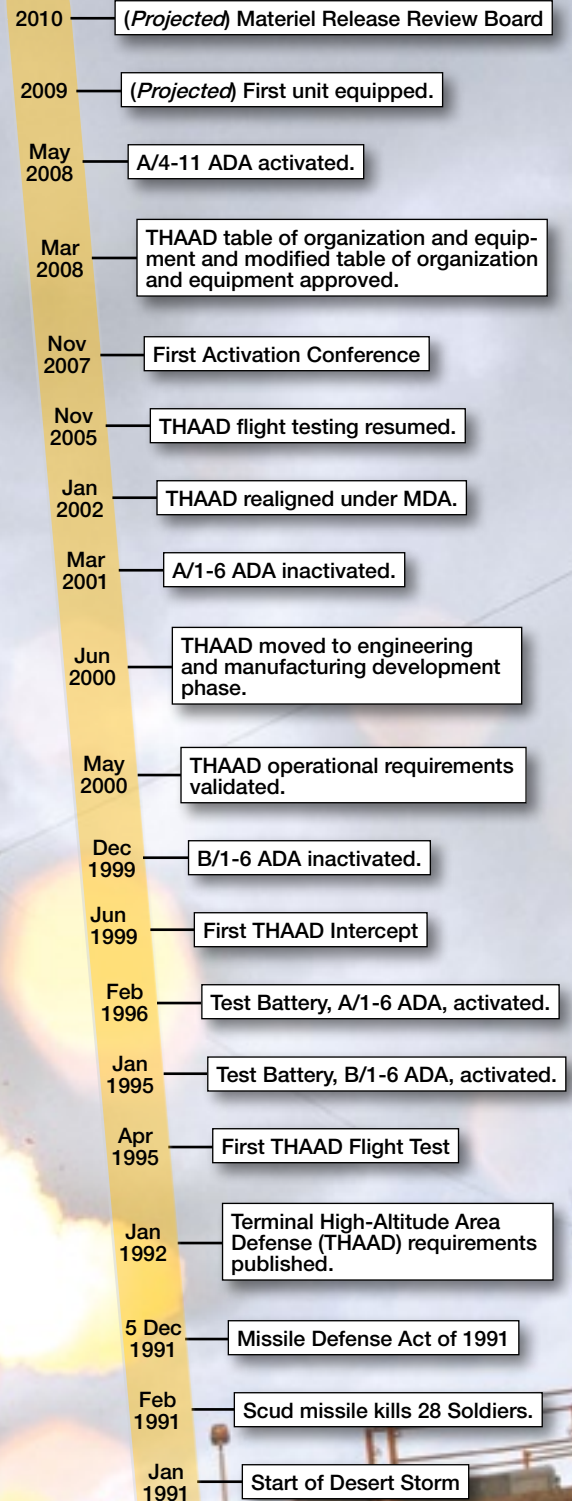 2010
(Projected) Materiel Release Review Board
2009
(Projected) First unit equipped.
May
2008
A/4-11 ADA activated.
Mar
2008
THAAD table of organization and equip-
ment and modified table of organization
and equipment approved.
Nov
2007
First Activation Conference
Nov
2005
THAAD flight testing resumed.
Jan
2002
THAAD realigned under MDA.
Mar
2001
A/1-6 ADA inactivated.
Jun
2000
THAAD moved to engineering
and manufacturing development
phase.
May
2000
THAAD operational requirements
validated.
Dec
1999
B/1-6 ADA inactivated.
Jun
1999
First THAAD Intercept
Feb
1996
Test Battery, A/1-6 ADA, activated.
Jan
1995
Test Battery, B/1-6 ADA, activated.
Apr
1995
First THAAD Flight Test
Jan
1992
Terminal High-Altitude Area
Defense (THAAD) requirements
published.
5 Dec
1991
Missile Defense Act of 1991
Feb
1991
Scud missile kills 28 Soldiers.
Jan
1991
Start of Desert Storm